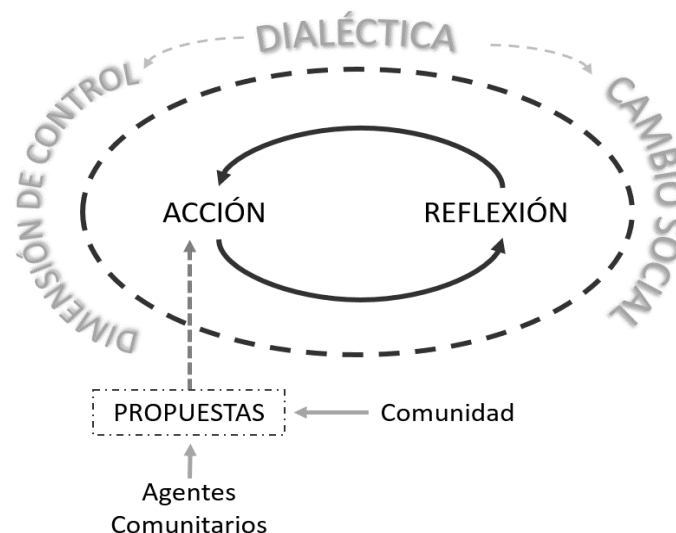 DIALÉCTICA
DIMENSIÓN DE CONTROL
CAMBIO SOCIAL
ACCIÓN
REFLEXIÓN
PROPUESTAS
Comunidad
Agentes
Comunitarios